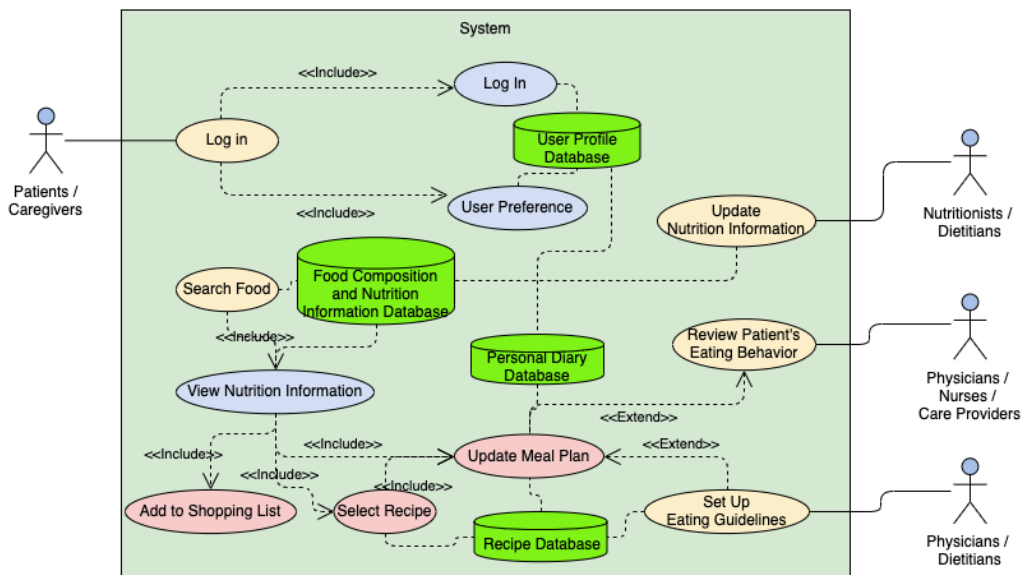 System
<<Include>>
Log In
Log in
User Profile
Database
Patients /
Caregivers
User Preference
<<Include>>
Update
Nutrition Information
Nutritionists /
Dietitians
Search Food
Food Composition
and Nutrition
Information Database
<<Include>>
Personal Diary
Database
Review Patient's
Eating Behavior
Physicians /
Nurses /
Care Providers
View Nutrition Information
<<Extend>>
<<Include>>
<<Include>>
<<Extend>>
Update Meal Plan
<<Include>>
<<Include>>
Add to Shopping List
Select Recipe
Set Up
Eating Guidelines
Recipe Database
Physicians /
Dietitians